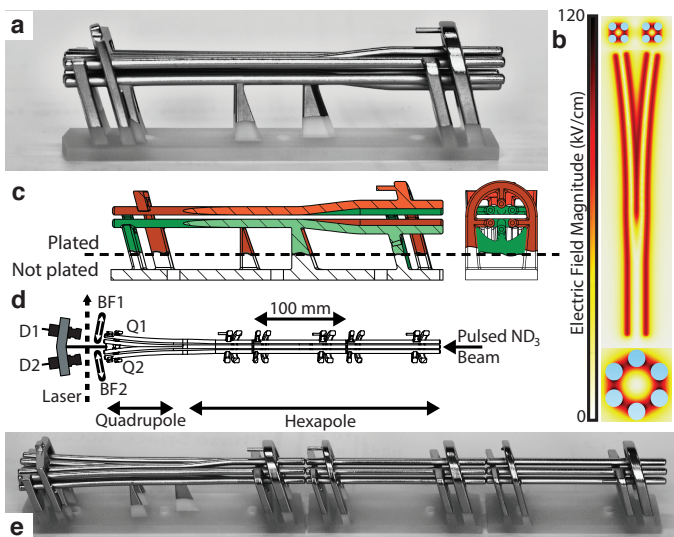 a
120
b
Electric Field Magnitude (kV/cm)
0
c
Plated
Not plated
d
BF1
D1
Q1
100 mm
D2
Q2
Pulsed ND₃
Beam
BF2
Laser
Quadrupole
Hexapole
e